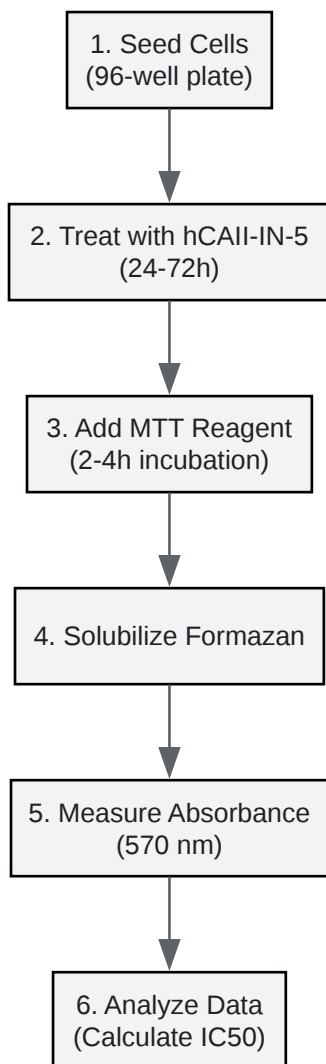 1. Seed Cells
(96-well plate)
2. Treat with hCAII-IN-5
(24-72h)
3. Add MTT Reagent
(2-4h incubation)
4. Solubilize Formazan
5. Measure Absorbance
(570 nm)
6. Analyze Data
(Calculate IC50)